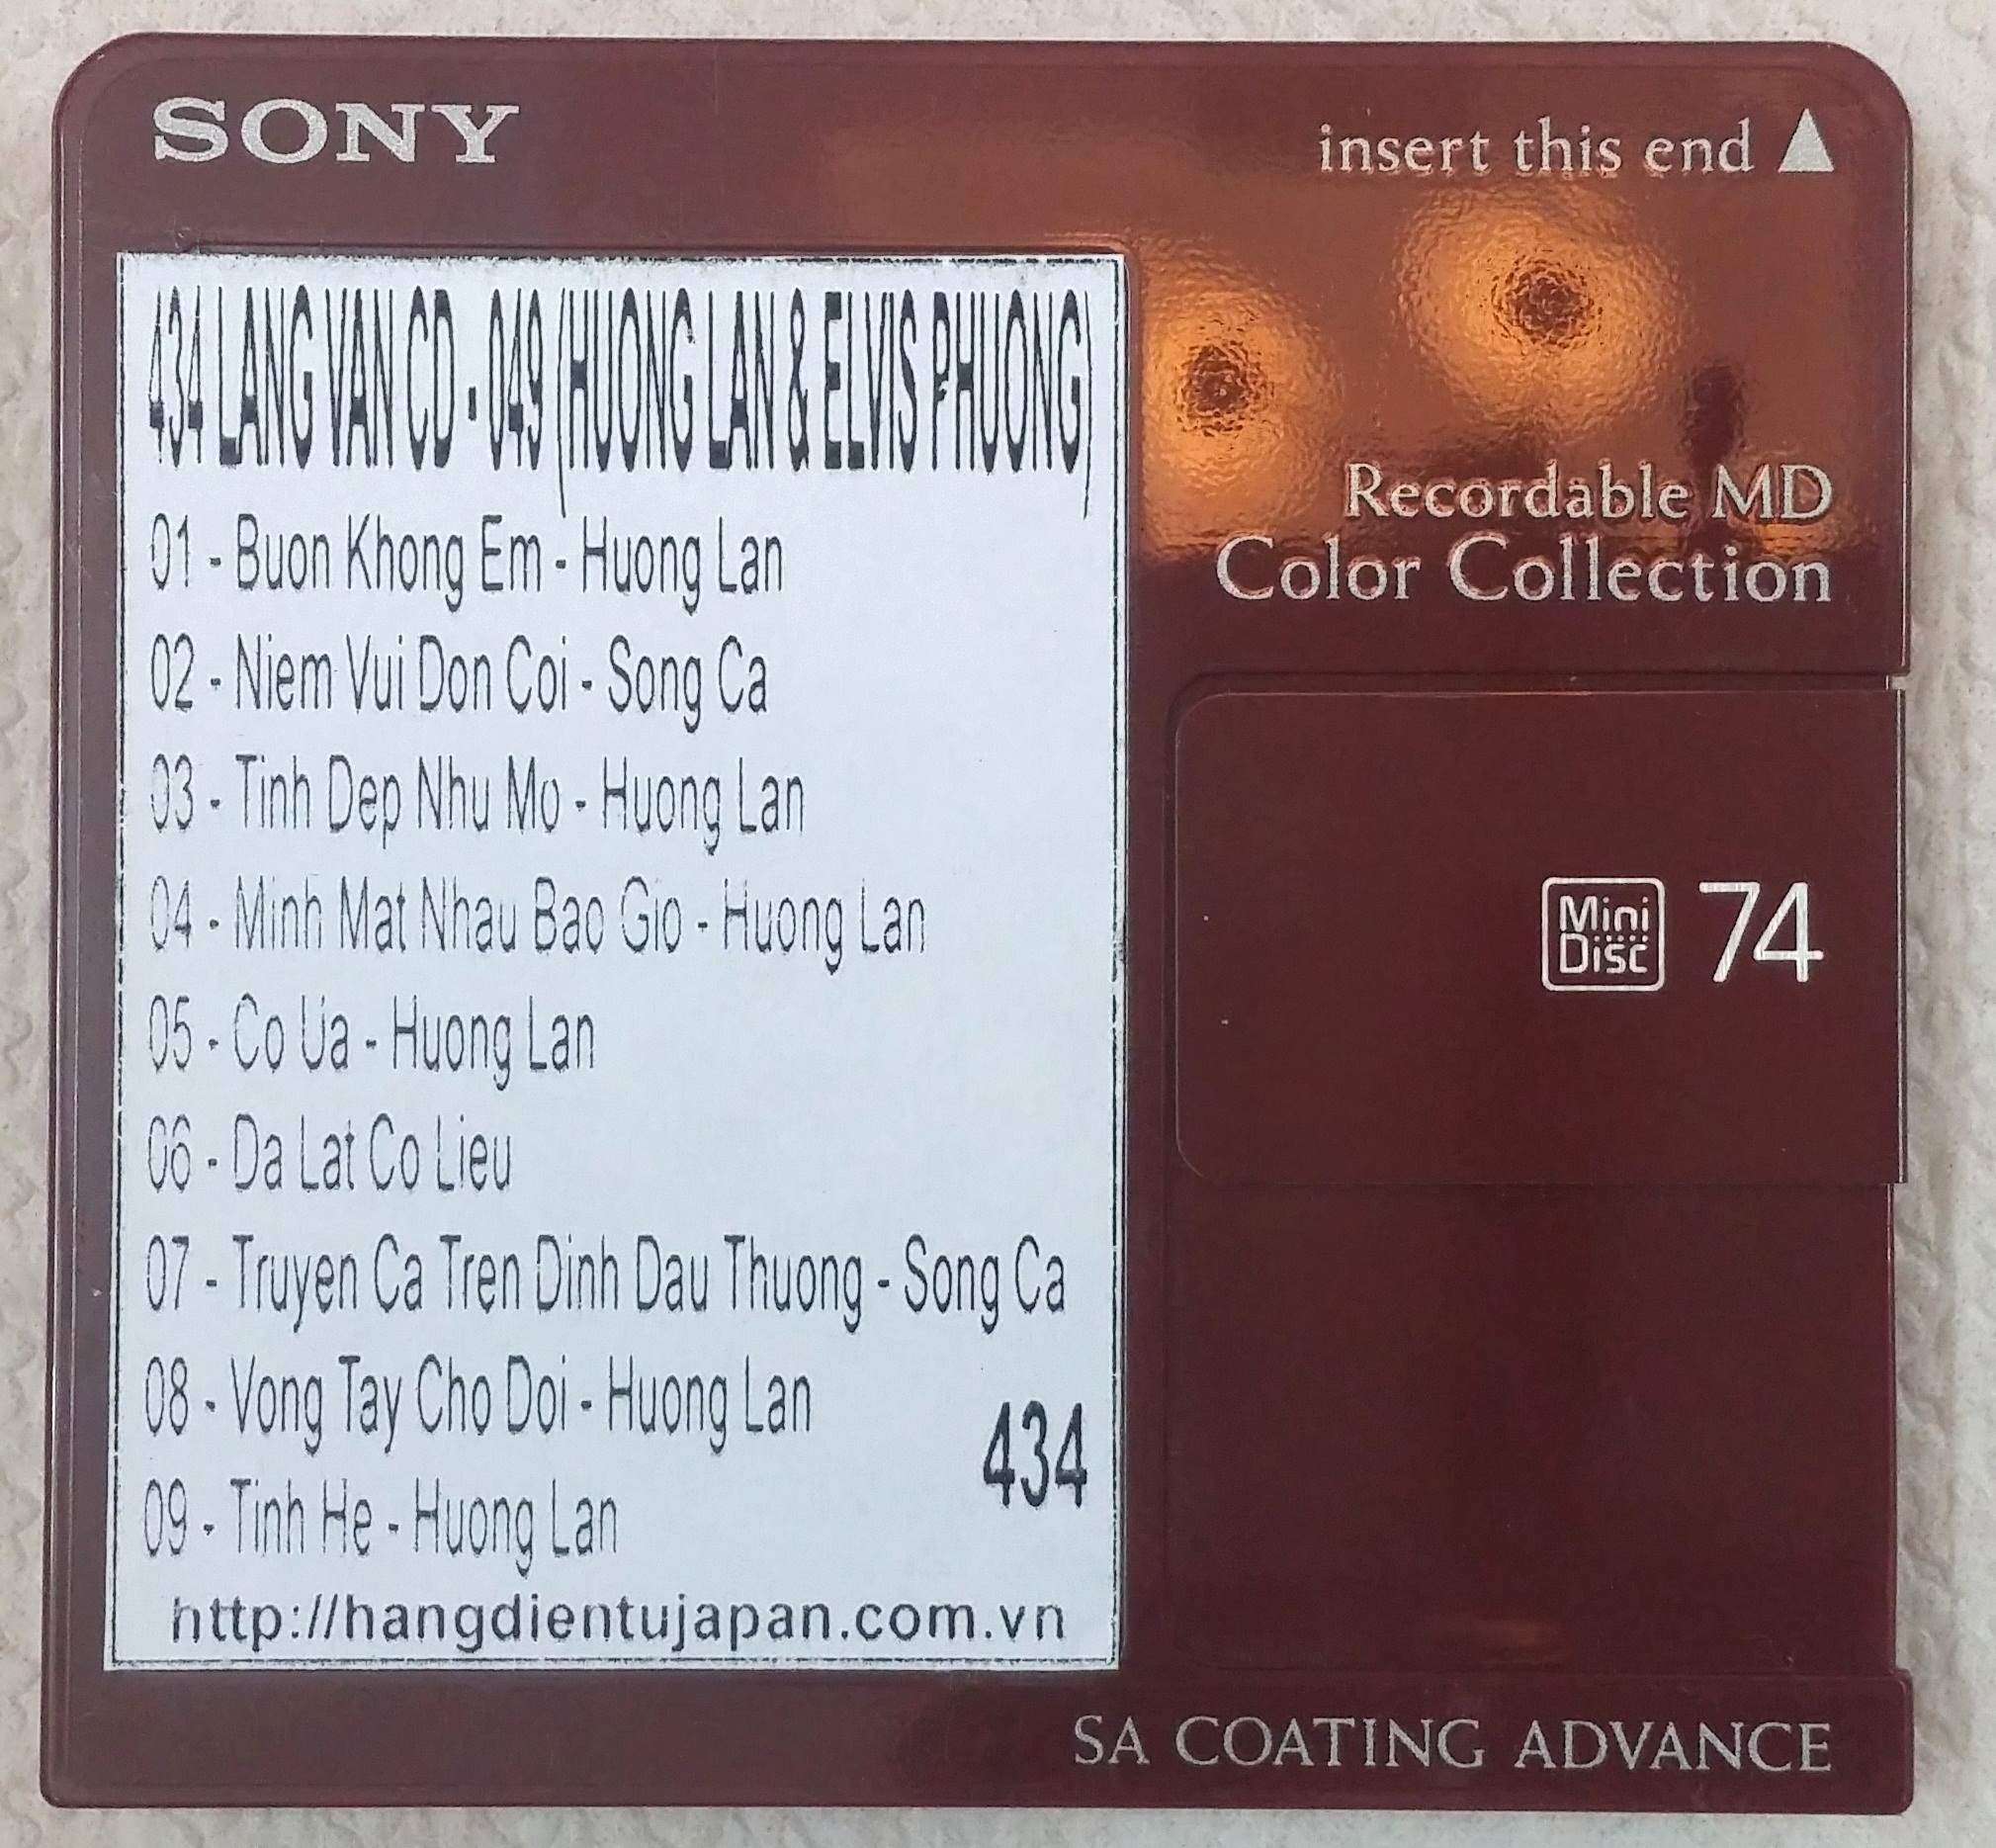 SONY
insert this end
434 LANG VAN CD - 049 (HUONG LAN & ELVIS PHUONG)
01 - Buon Khong Em - Huong Lan
02 - Niem Vui Don Coi - Song Ca
03 - Tinh Dep Nhu Mo - Huong Lan
04 - Minh Mat Nhau Bao Gio - Huong Lan
05 - Co Ua - Huong Lan
06 - Da Lat Co Lieu
07 - Truyen Ca Tren Dinh Dau Thuong - Song Ca
08 - Vong Tay Cho Doi - Huong Lan
09 - Tinh He - Huong Lan
434
http://hangdientujapan.com.vn
Recordable MD
Color Collection
Mini
Disc
74
SA COATING ADVANCE